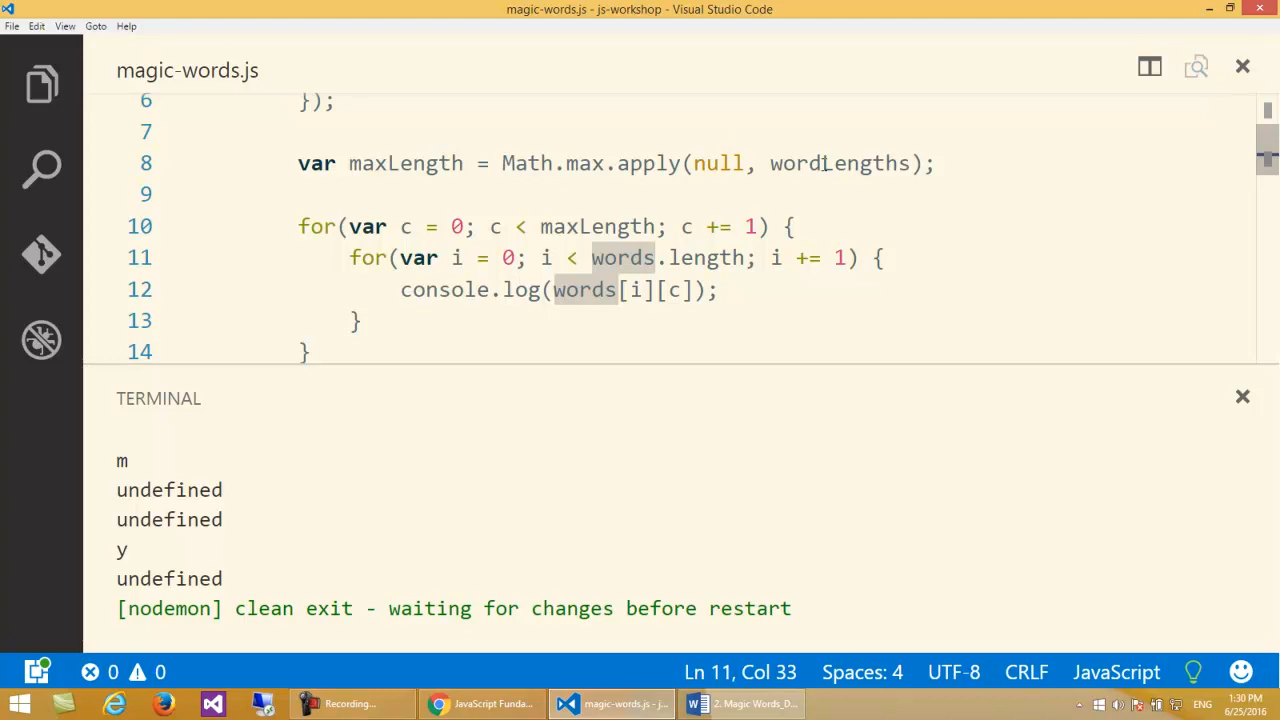 magic-words.js - js-workshop - Visual Studio Code
File Edit View Goto Help
magic-words.js
6 });
7
8 var maxLength = Math.max.apply(null, wordLengths);
9
10 for(var c = 0; c < maxLength; c += 1) {
11 for(var i = 0; i < words.length; i += 1) {
12 console.log(words[i][c]);
13 }
14 }
TERMINAL
m
undefined
undefined
y
undefined
[nodemon] clean exit - waiting for changes before restart
0 0 Ln 11, Col 33 Spaces: 4 UTF-8 CRLF JavaScript
Recording... JavaScript Funda... magic-words.js - j... 2. Magic Words_D... ENG 1:30 PM
6/25/2016